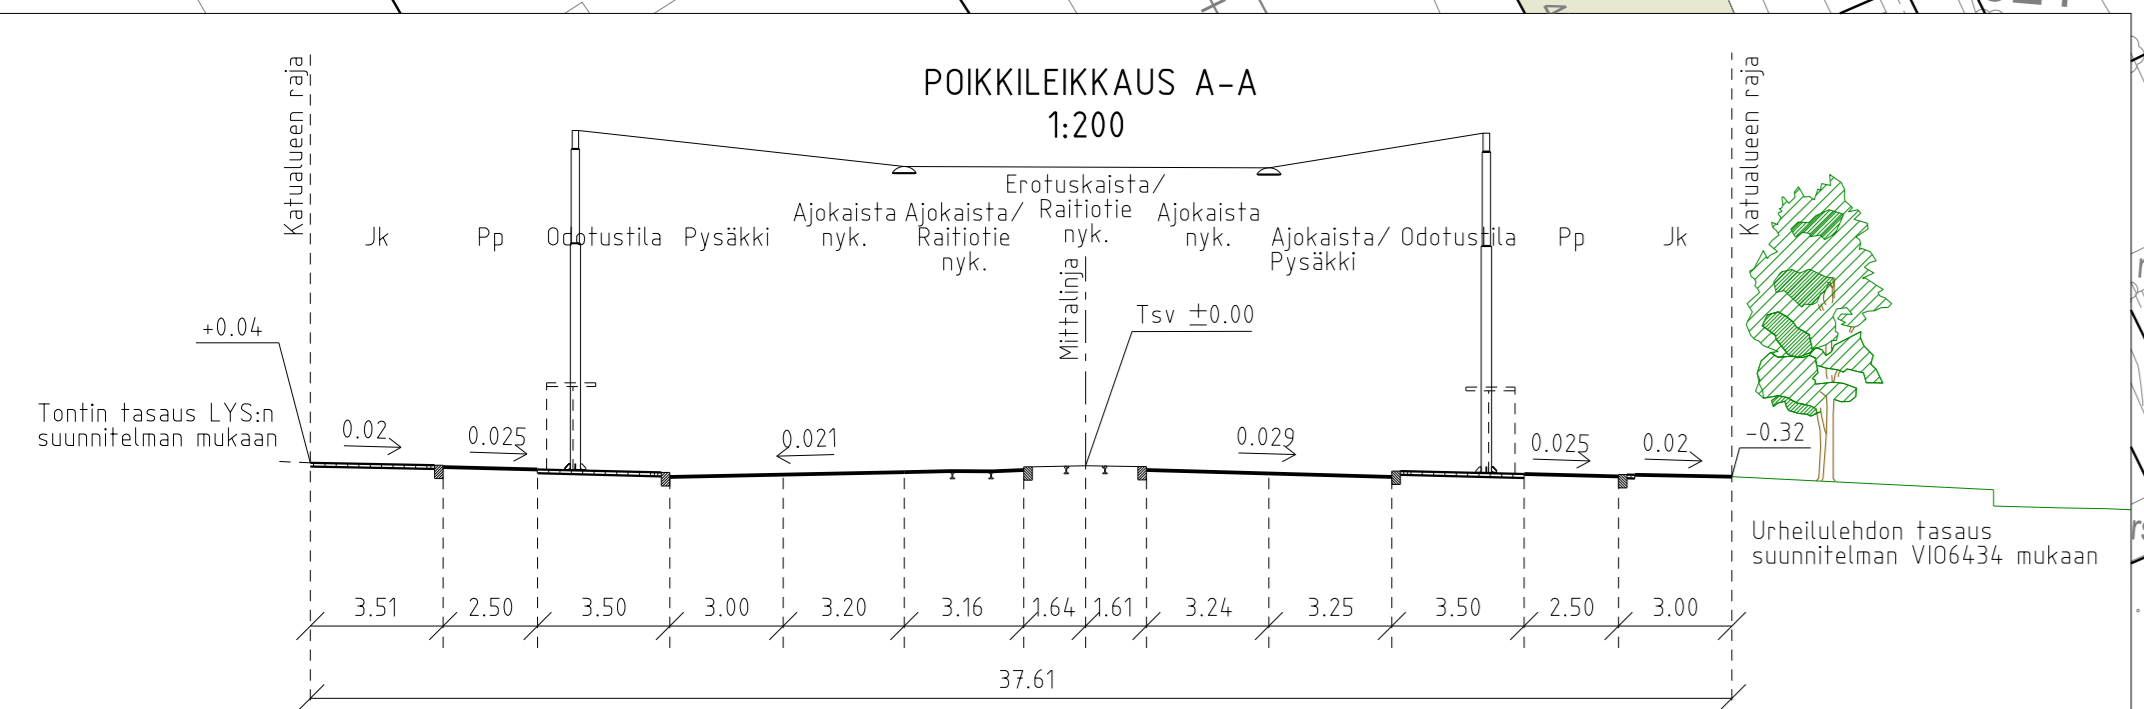 POIKKILEIKKAUS A-A
1:200
Katualueen raja
Katualueen raja
Jk
Pp
Odotustila
Pysäkki
Ajokaista
nyk.
Ajokaista/
Raitiotie
nyk.
Erotuskaista/
Raitiotie
nyk.
Ajokaista
nyk.
Ajokaista/
Pysäkki
Odotustila
Pp
Jk
Mittalinja
Tsv ±0.00
+0.04
Tontin tasaus LYS:n
suunnitelman mukaan
0.02
0.025
0.021
0.029
0.025
0.02
-0.32
Urheilulehdon tasaus
suunnitelman VIO6434 mukaan
3.51
2.50
3.50
3.00
3.20
3.16
1.64
1.61
3.24
3.25
3.50
2.50
3.00
37.61